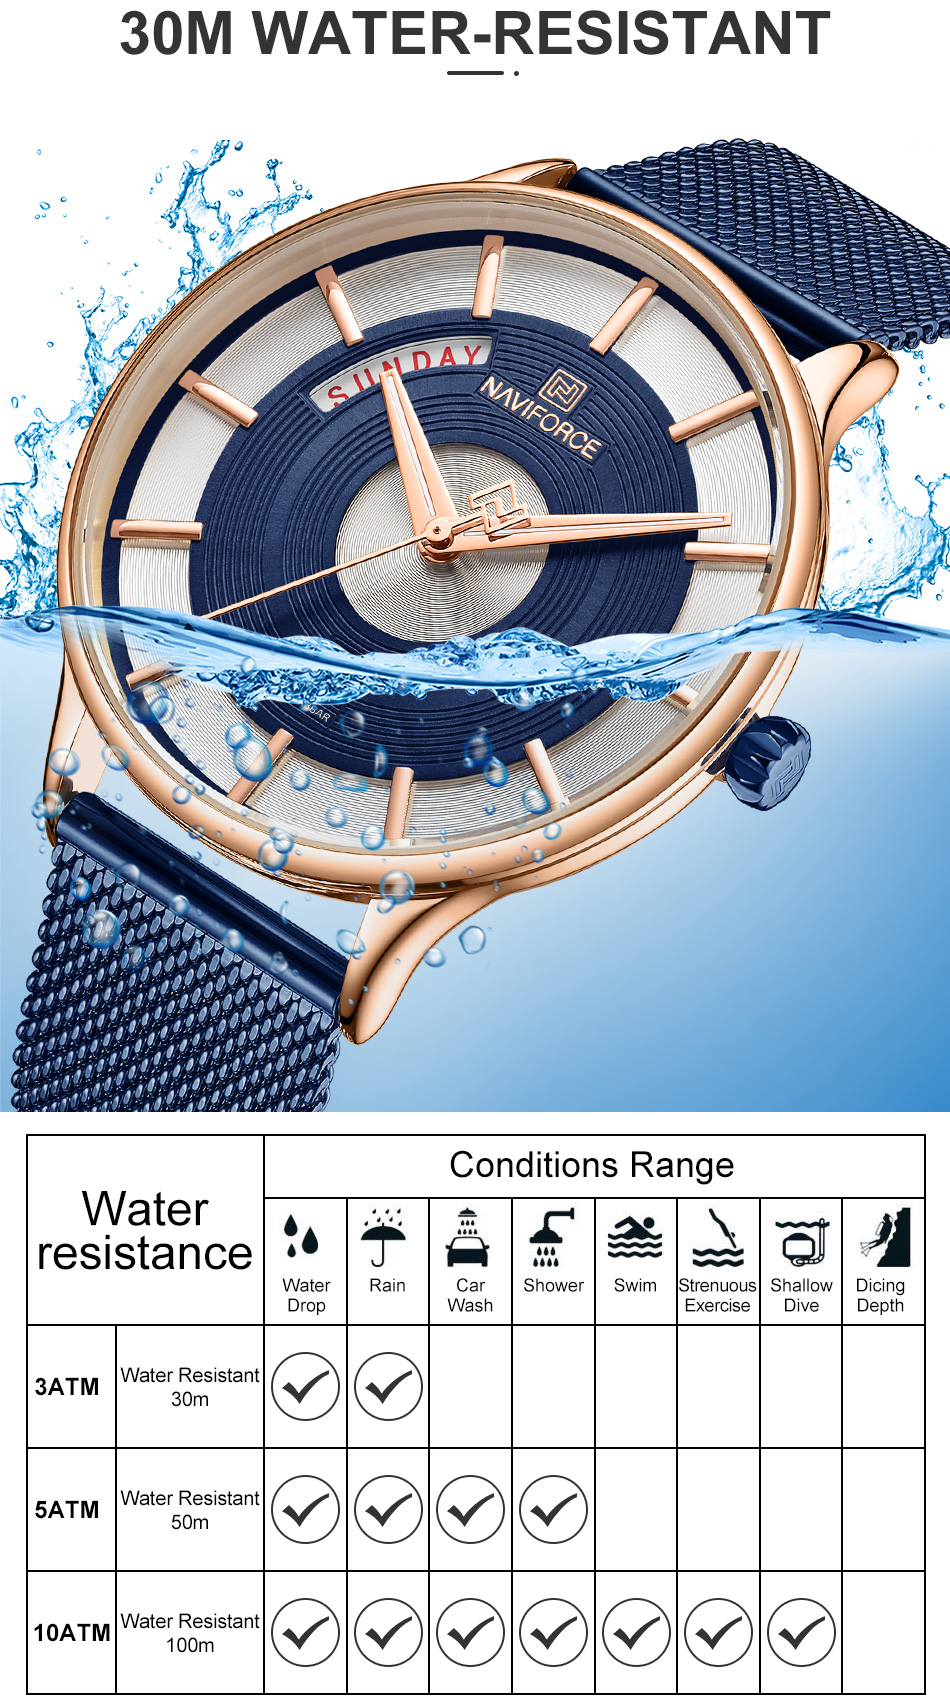 30M WATER-RESISTANT
SUNDAY
NAVIFORCE
Water
resistance
Conditions Range
Water
Drop
Rain
Car
Wash
Shower
Swim
Strenuous
Exercise
Shallow
Dive
Dicing
Depth
3ATM
Water Resistant
30m
5ATM
Water Resistant
50m
10ATM
Water Resistant
100m